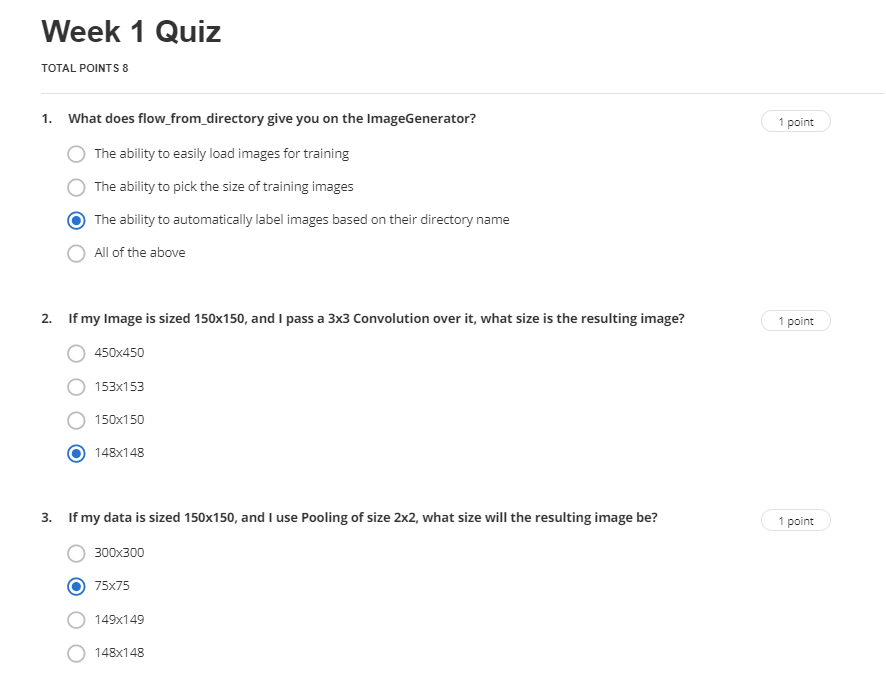 Week 1 Quiz
TOTAL POINTS 8
1. What does flow_from_directory give you on the ImageGenerator?
1 point
The ability to easily load images for training
The ability to pick the size of training images
The ability to automatically label images based on their directory name
All of the above
2. If my Image is sized 150x150, and I pass a 3x3 Convolution over it, what size is the resulting image?
1 point
450x450
153x153
150x150
148x148
3. If my data is sized 150x150, and I use Pooling of size 2x2, what size will the resulting image be?
1 point
300x300
75x75
149x149
148x148